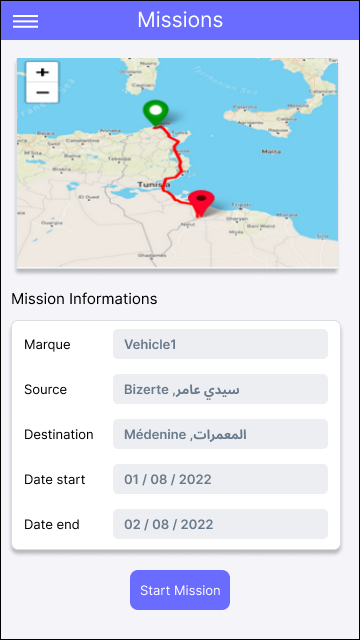 Missions
+
−
Tunisia
Malta
Mission Informations
Marque
Vehicle1
Source
Bizerte ,سيدي عامر
Destination
Médenine ,المعمرات
Date start
01 / 08 / 2022
Date end
02 / 08 / 2022
Start Mission